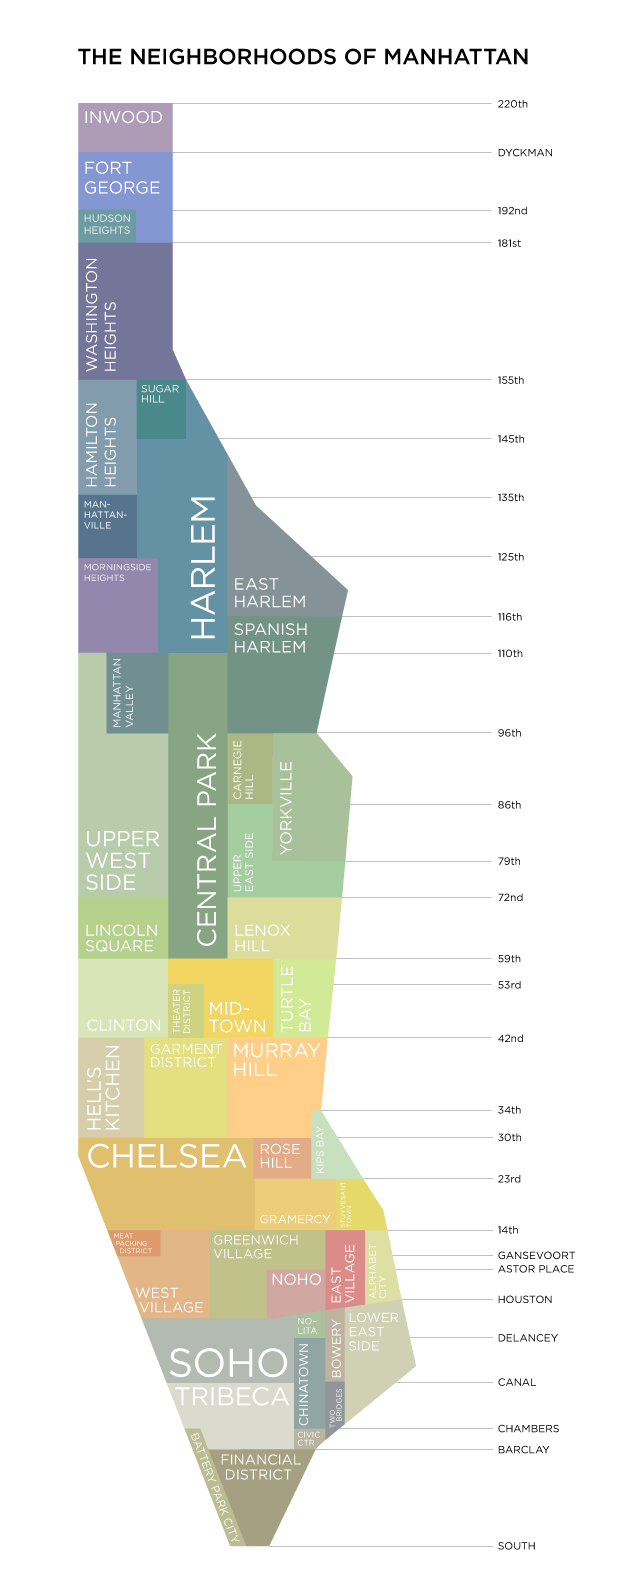 THE NEIGHBORHOODS OF MANHATTAN
220th
INWOOD
DYCKMAN
FORT
GEORGE
192nd
HUDSON
HEIGHTS
181st
WASHINGTON
HEIGHTS
155th
SUGAR
HILL
HAMILTON
HEIGHTS
145th
135th
MAN-
HATTAN-
VILLE
HARLEM
125th
MORNINGSIDE
HEIGHTS
EAST
HARLEM
116th
SPANISH
HARLEM
110th
MANHATTAN
VALLEY
96th
CENTRAL PARK
CARNEGIE
HILL
YORKVILLE
86th
UPPER
WEST
SIDE
UPPER
EAST SIDE
79th
72nd
LINCOLN
SQUARE
LENOX
HILL
59th
53rd
CLINTON
THEATER
DISTRICT
MID-
TOWN
TURTLE
BAY
42nd
HELL'S
KITCHEN
GARMENT
DISTRICT
MURRAY
HILL
34th
30th
CHELSEA
ROSE
HILL
KIPS BAY
23rd
GRAMERCY
STUYVESANT
TOWN
14th
MEAT
PACKING
DISTRICT
GREENWICH
VILLAGE
EAST
VILLAGE
ALPHABET
CITY
GANSEVOORT
ASTOR PLACE
NOHO
WEST
VILLAGE
HOUSTON
NO-
LITA
BOWERY
LOWER
EAST
SIDE
DELANCEY
SOHO
CHINATOWN
CANAL
TRIBECA
TWO
BRIDGES
CHAMBERS
CIVIC
CTR
BARCLAY
BATTERY PARK CITY
FINANCIAL
DISTRICT
SOUTH